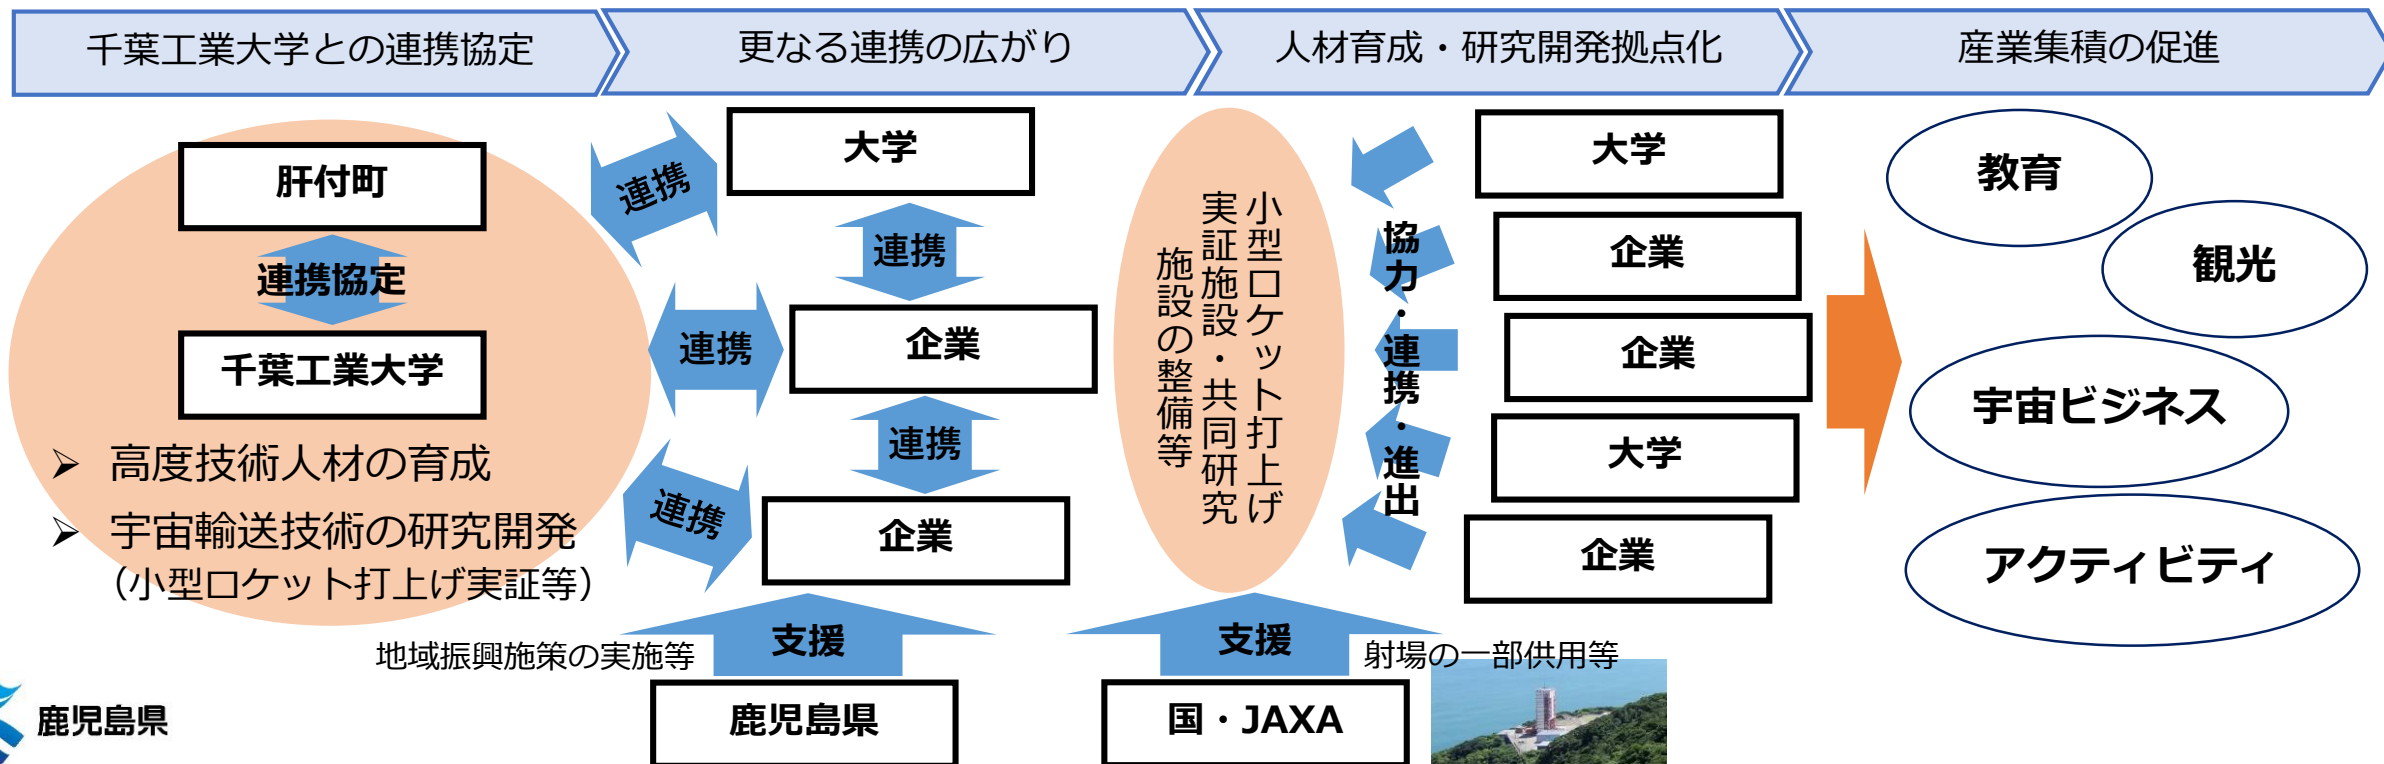 千葉工業大学との連携協定
更なる連携の広がり
人材育成・研究開発拠点化
産業集積の促進
肝付町
連携協定
千葉工業大学
➢ 高度技術人材の育成
➢ 宇宙輸送技術の研究開発
（小型ロケット打上げ実証等）
連携
連携
連携
大学
連携
企業
連携
企業
地域振興施策の実施等
支援
鹿児島県
小型ロケット打上げ
実証施設・共同研究
施設の整備等
協力・連携・進出
大学
企業
企業
大学
企業
支援
射場の一部供用等
国・JAXA
教育
観光
宇宙ビジネス
アクティビティ
鹿児島県